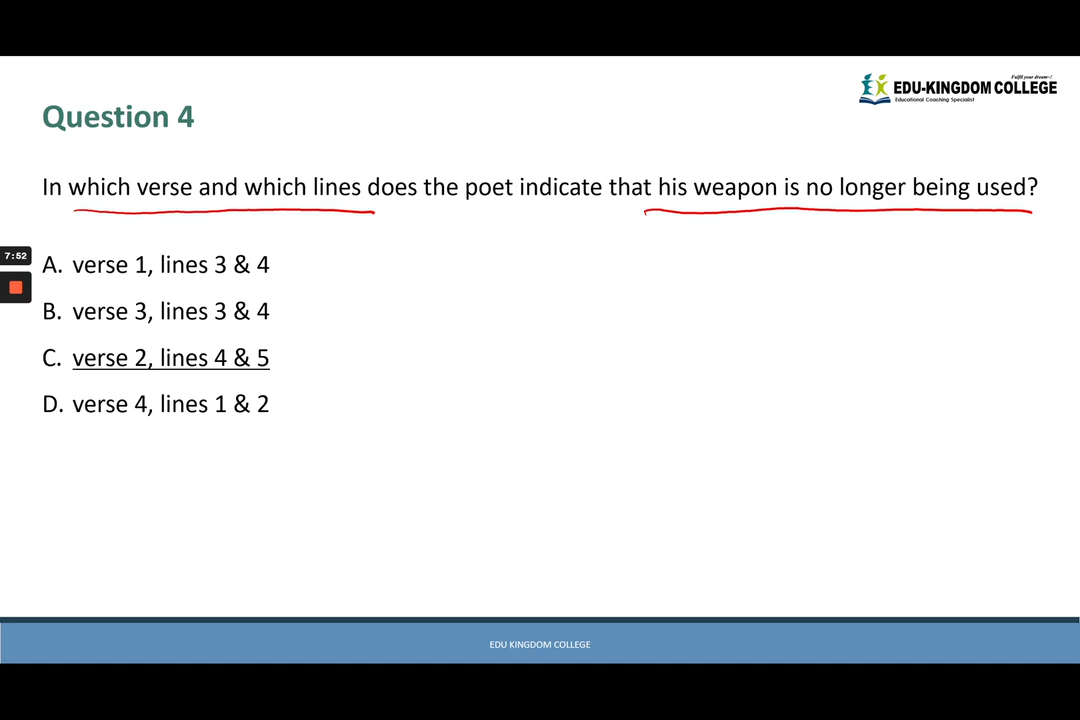 Fulfil your dream~!
EDU-KINGDOM COLLEGE
Educational Coaching Specialist
Question 4
In which verse and which lines does the poet indicate that his weapon is no longer being used?
7:52
A. verse 1, lines 3 & 4
B. verse 3, lines 3 & 4
C. verse 2, lines 4 & 5
D. verse 4, lines 1 & 2
EDU KINGDOM COLLEGE